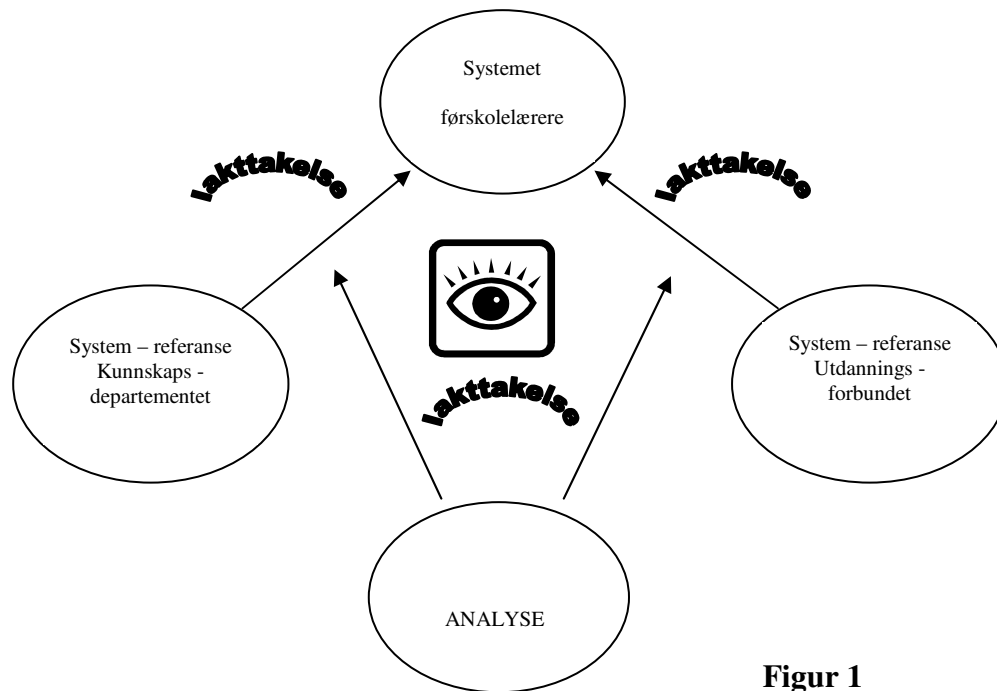 Systemet
førskolelærere
Iakttakelse
Iakttakelse
System – referanse
Kunnskaps -
departementet
System – referanse
Utdannings -
forbundet
Iakttakelse
ANALYSE
Figur 1